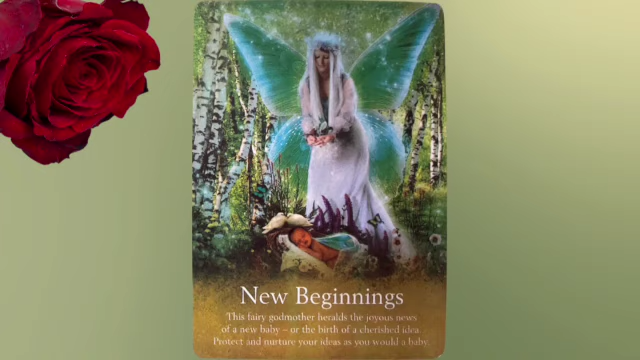 New Beginnings
This fairy godmother heralds the joyous news
of a new baby – or the birth of a cherished idea.
Protect and nurture your ideas as you would a baby.